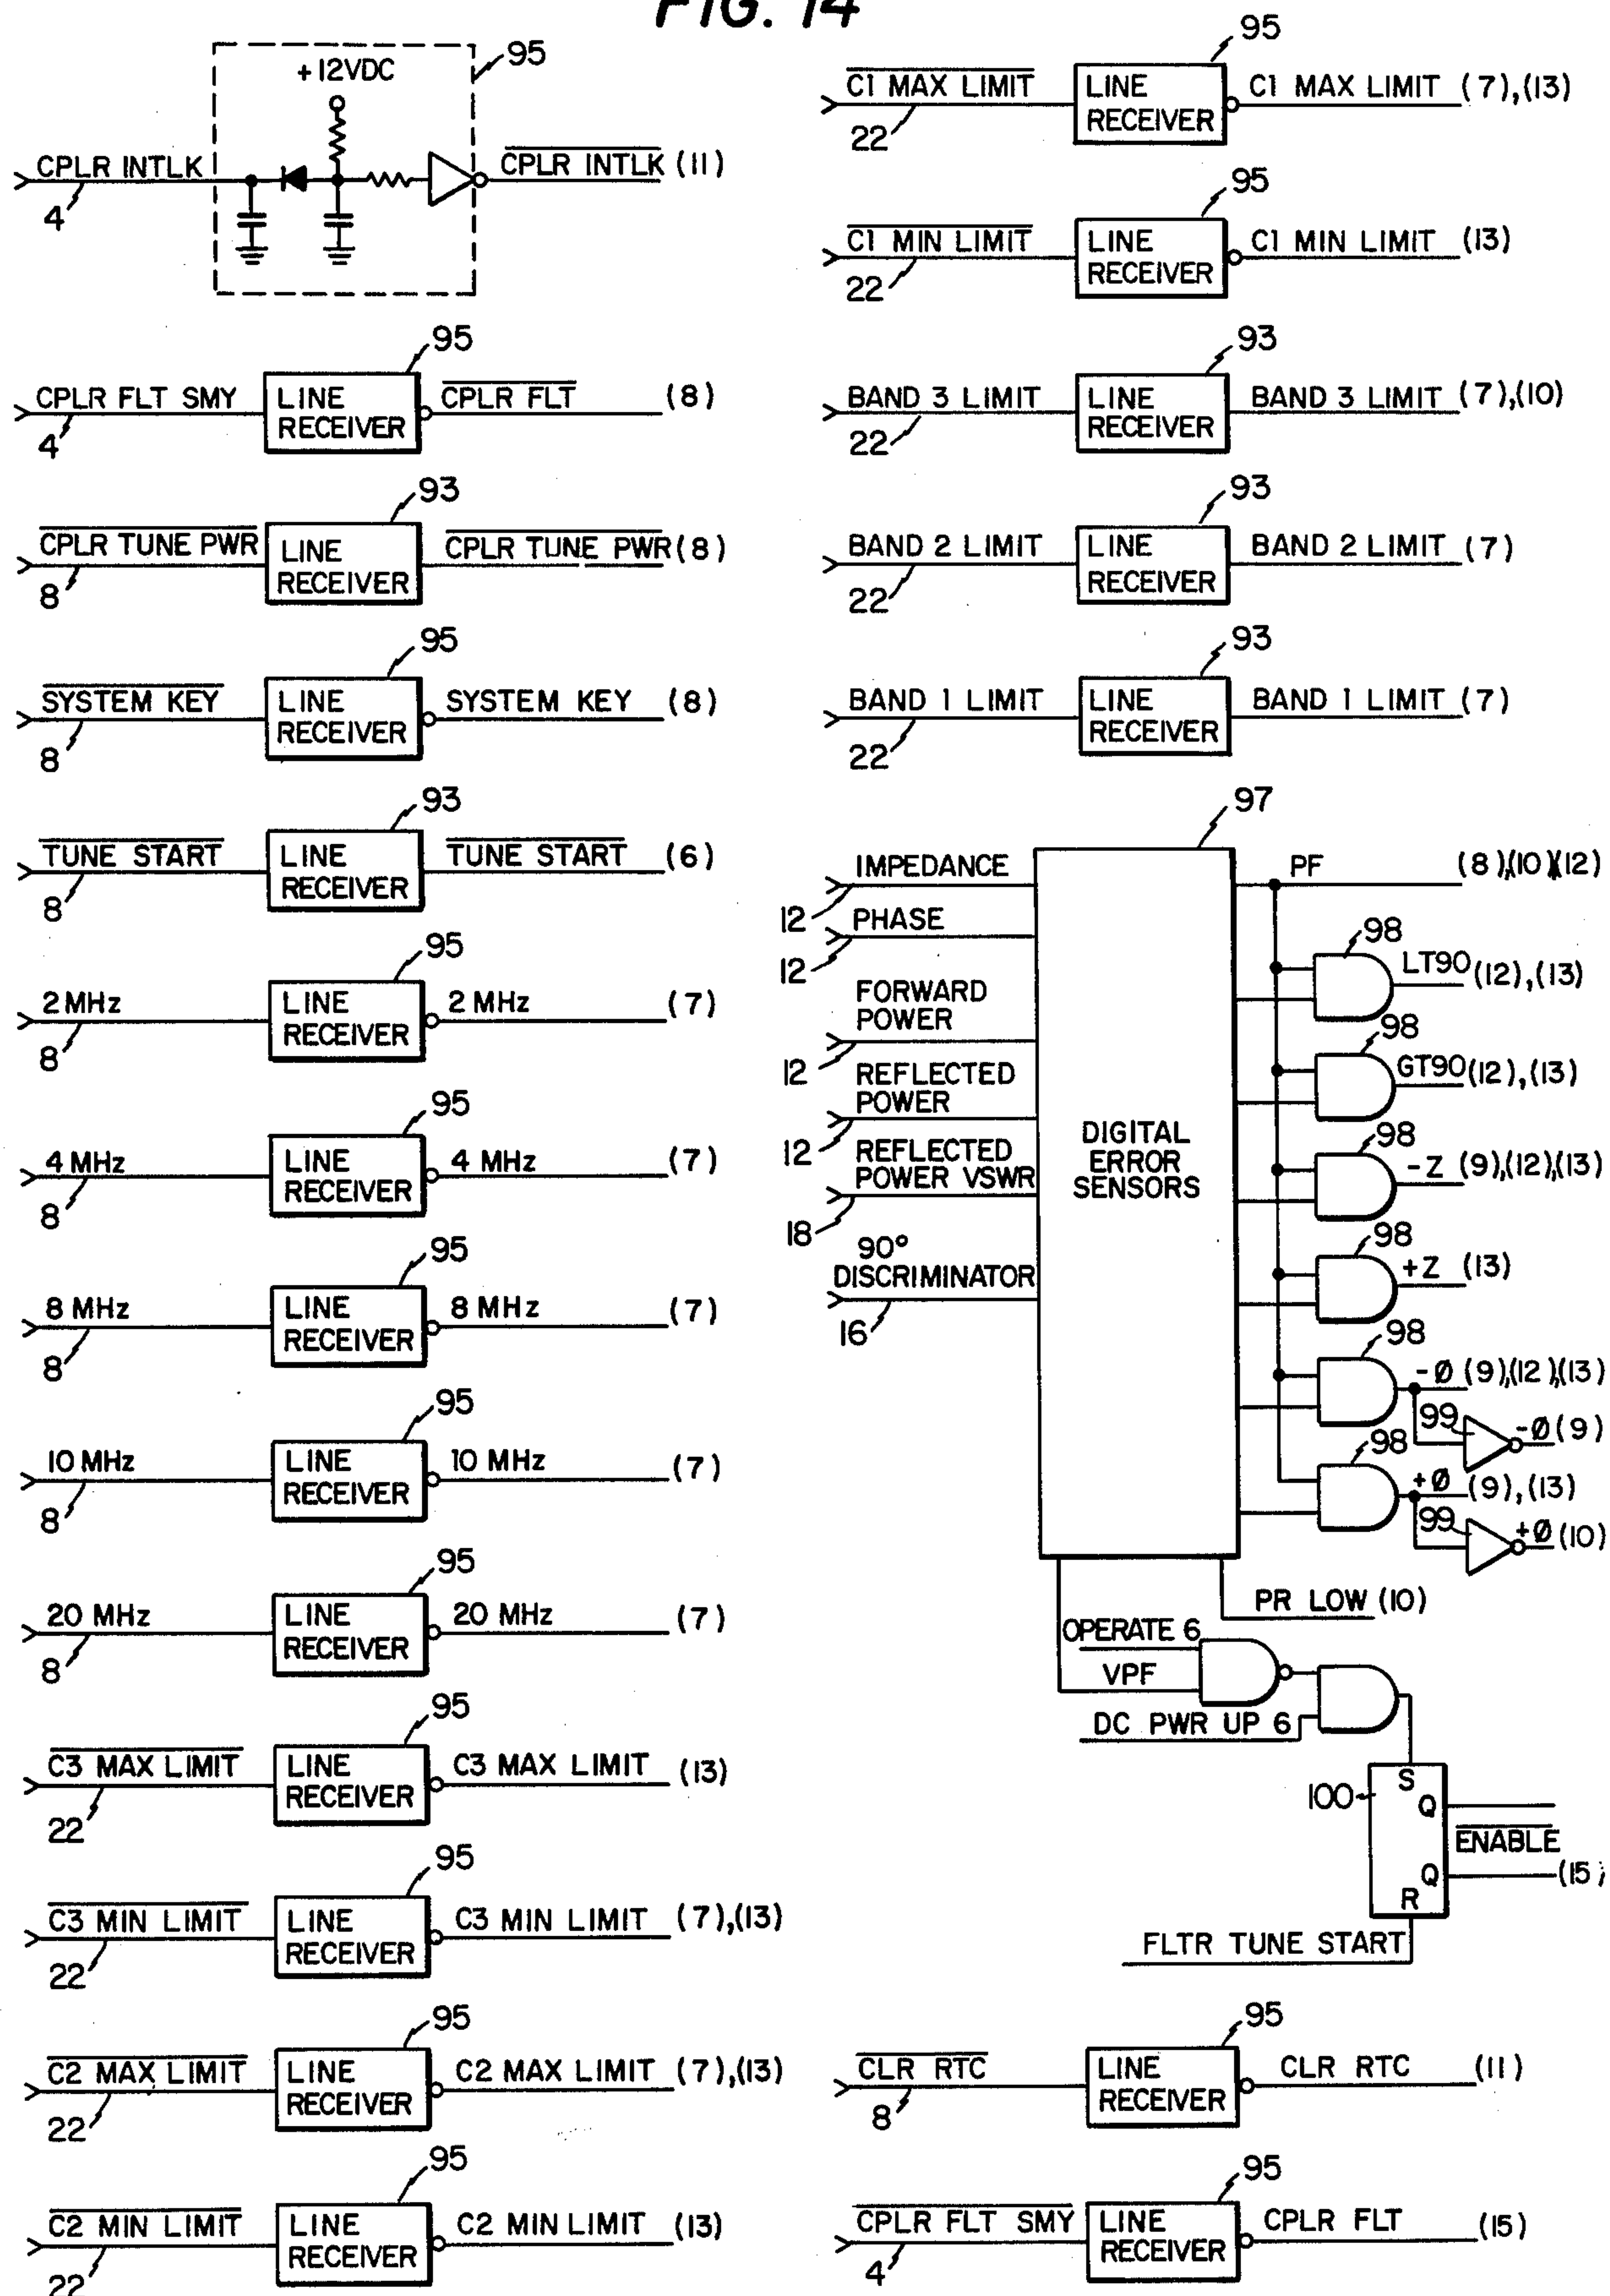 FIG. 14
95
+12VDC
CPLR INTLK
CPLR INTLK (11)
4
95
CPLR FLT SMY
LINE
RECEIVER
CPLR FLT
(8)
4
93
CPLR TUNE PWR
LINE
RECEIVER
CPLR TUNE PWR (8)
8
95
SYSTEM KEY
LINE
RECEIVER
SYSTEM KEY (8)
8
93
TUNE START
LINE
RECEIVER
TUNE START (6)
8
95
2 MHz
LINE
RECEIVER
2 MHz (7)
8
95
4 MHz
LINE
RECEIVER
4 MHz (7)
8
95
8 MHz
LINE
RECEIVER
8 MHz (7)
8
95
10 MHz
LINE
RECEIVER
10 MHz (7)
8
95
20 MHz
LINE
RECEIVER
20 MHz (7)
8
95
C3 MAX LIMIT
LINE
RECEIVER
C3 MAX LIMIT (13)
22
95
C3 MIN LIMIT
LINE
RECEIVER
C3 MIN LIMIT (7),(13)
22
95
C2 MAX LIMIT
LINE
RECEIVER
C2 MAX LIMIT (7),(13)
22
95
C2 MIN LIMIT
LINE
RECEIVER
C2 MIN LIMIT (13)
22
95
C1 MAX LIMIT
LINE
RECEIVER
C1 MAX LIMIT (7),(13)
22
95
C1 MIN LIMIT
LINE
RECEIVER
C1 MIN LIMIT (13)
22
93
BAND 3 LIMIT
LINE
RECEIVER
BAND 3 LIMIT (7),(10)
22
93
BAND 2 LIMIT
LINE
RECEIVER
BAND 2 LIMIT (7)
22
93
BAND 1 LIMIT
LINE
RECEIVER
BAND 1 LIMIT (7)
22
97
IMPEDANCE
12
PHASE
12
FORWARD
POWER
12
REFLECTED
POWER
12
REFLECTED
POWER VSWR
18
90°
DISCRIMINATOR
16
DIGITAL
ERROR
SENSORS
PF (8),(10),(12)
98
LT90 (12),(13)
98
GT90 (12),(13)
98
-Z (9),(12),(13)
98
+Z (13)
98
-Ø (9),(12),(13)
99
-Ø (9)
98
+Ø (9),(13)
99
+Ø (10)
PR LOW (10)
OPERATE 6
VPF
DC PWR UP 6
100
S
Q
ENABLE
Q
(15)
R
FLTR TUNE START
95
CLR RTC
LINE
RECEIVER
CLR RTC (11)
8
95
CPLR FLT SMY
LINE
RECEIVER
CPLR FLT (15)
4